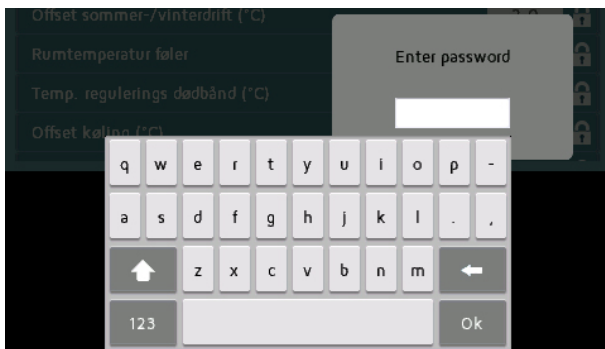 Offset sommer-/vinterdrift (°C)
Rumtemperatur føler
Temp. regulerings dødbånd (°C)
Offset køling (°C)
Enter password
q w e r t y u i o p -
a s d f g h j k l . ,
z x c v b n m
123 Ok